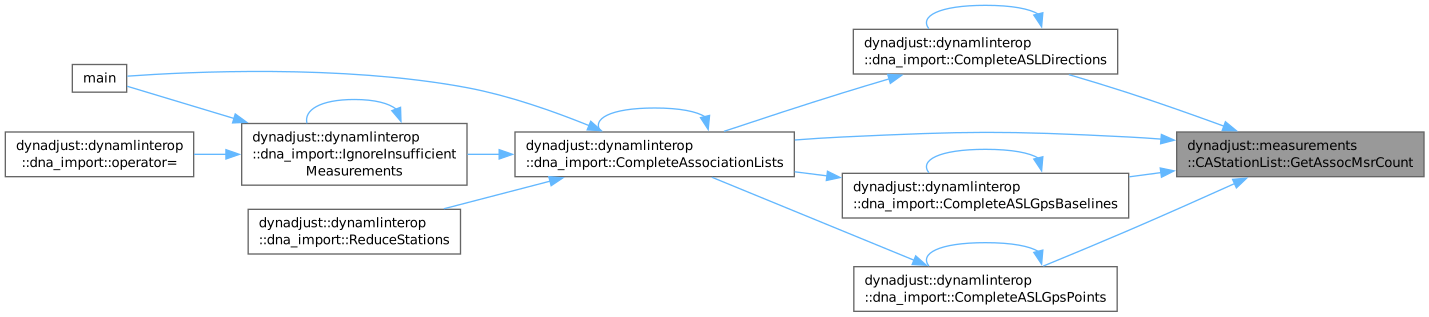 dynadjust::dynamlinterop
::dna_import::CompleteASLDirections
main
dynadjust::dynamlinterop
::dna_import::operator=
dynadjust::dynamlinterop
::dna_import::IgnoreInsufficient
Measurements
dynadjust::dynamlinterop
::dna_import::CompleteAssociationLists
dynadjust::measurements
::CAStationList::GetAssocMsrCount
dynadjust::dynamlinterop
::dna_import::CompleteASLGpsBaselines
dynadjust::dynamlinterop
::dna_import::ReduceStations
dynadjust::dynamlinterop
::dna_import::CompleteASLGpsPoints